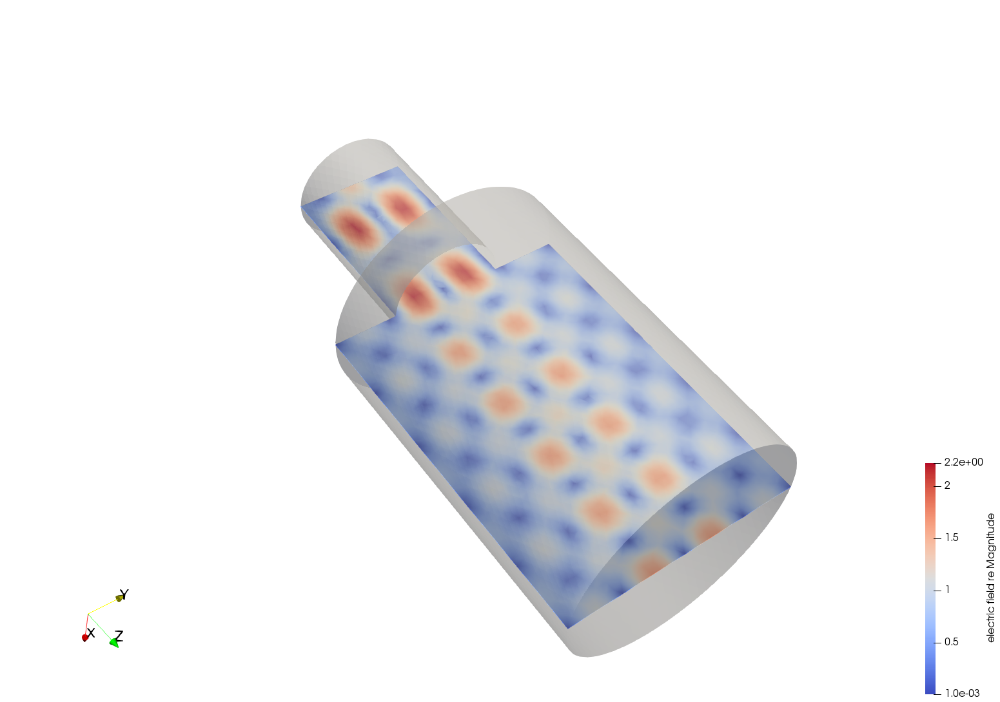 Y
X
Z
2.2e+00
2
1.5
1
0.5
1.0e-03
electric field re Magnitude